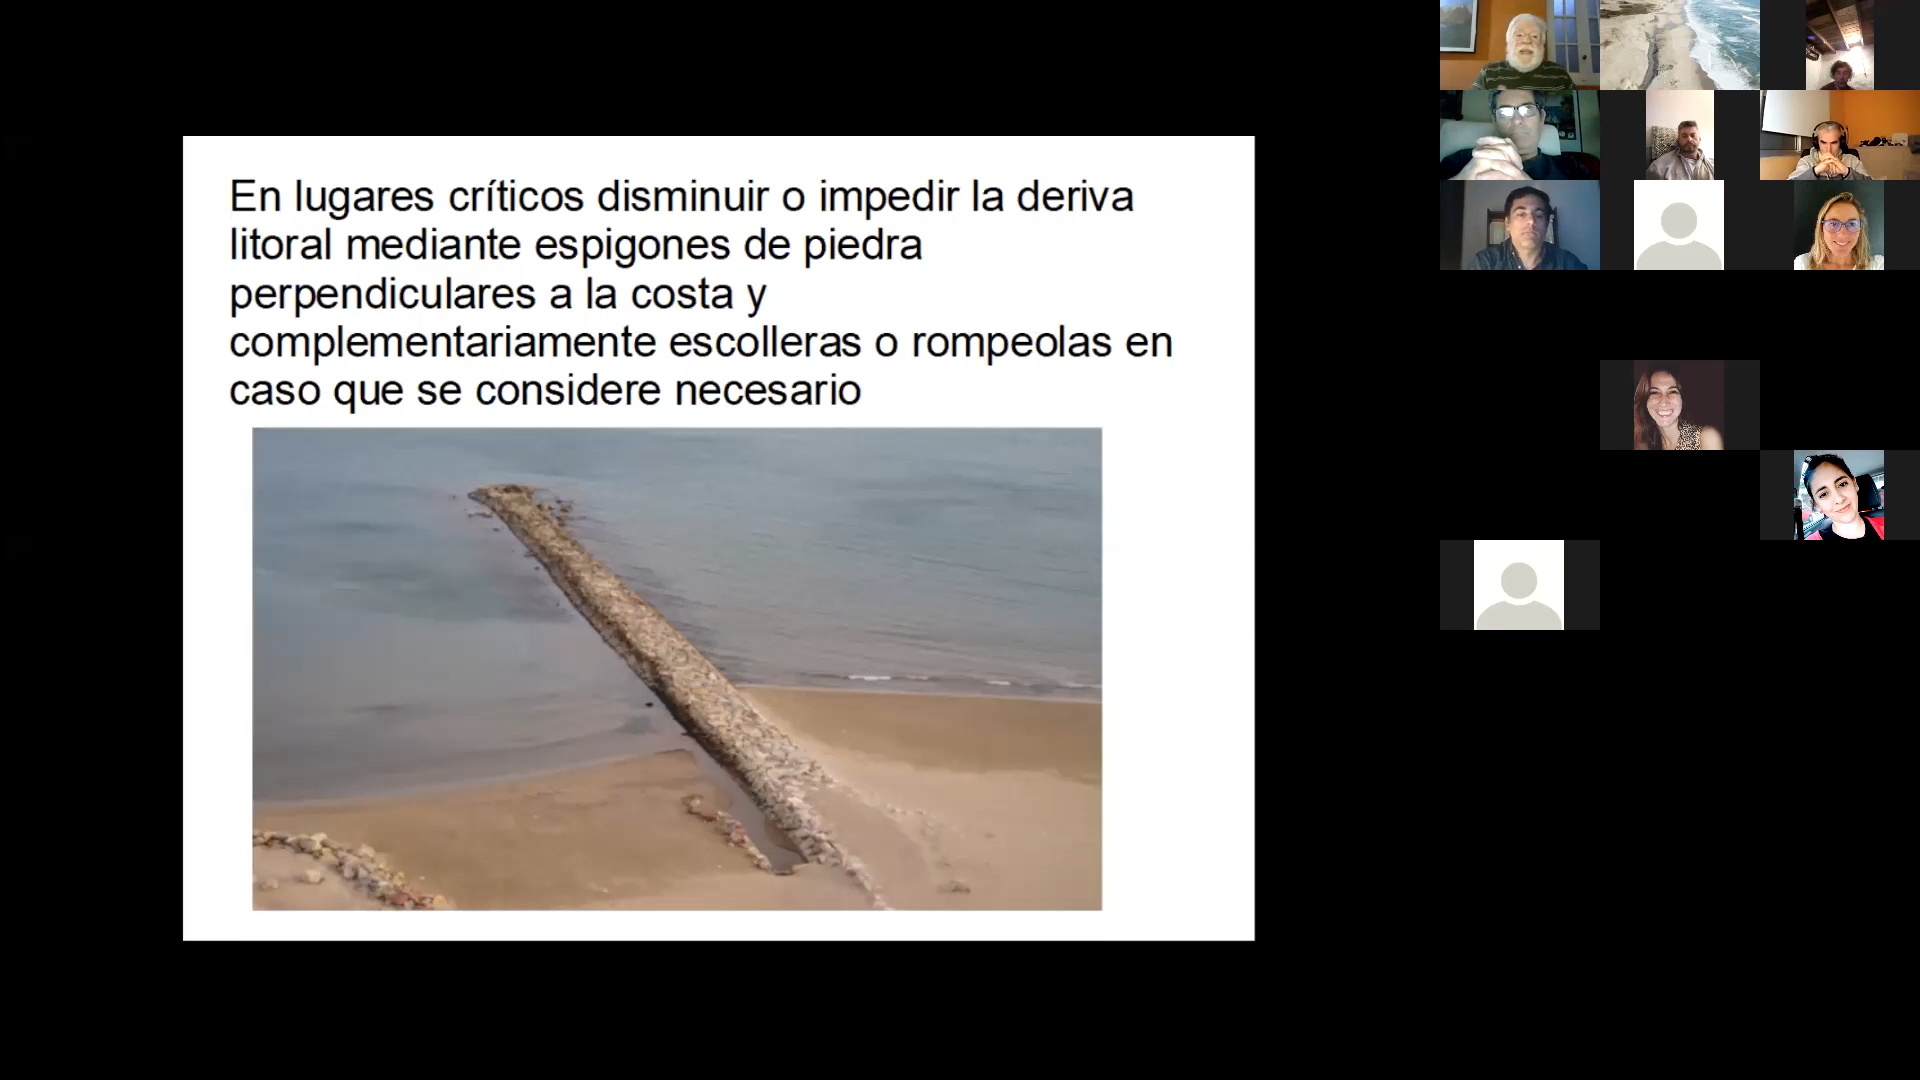 En lugares críticos disminuir o impedir la deriva
litoral mediante espigones de piedra
perpendiculares a la costa y
complementariamente escolleras o rompeolas en
caso que se considere necesario